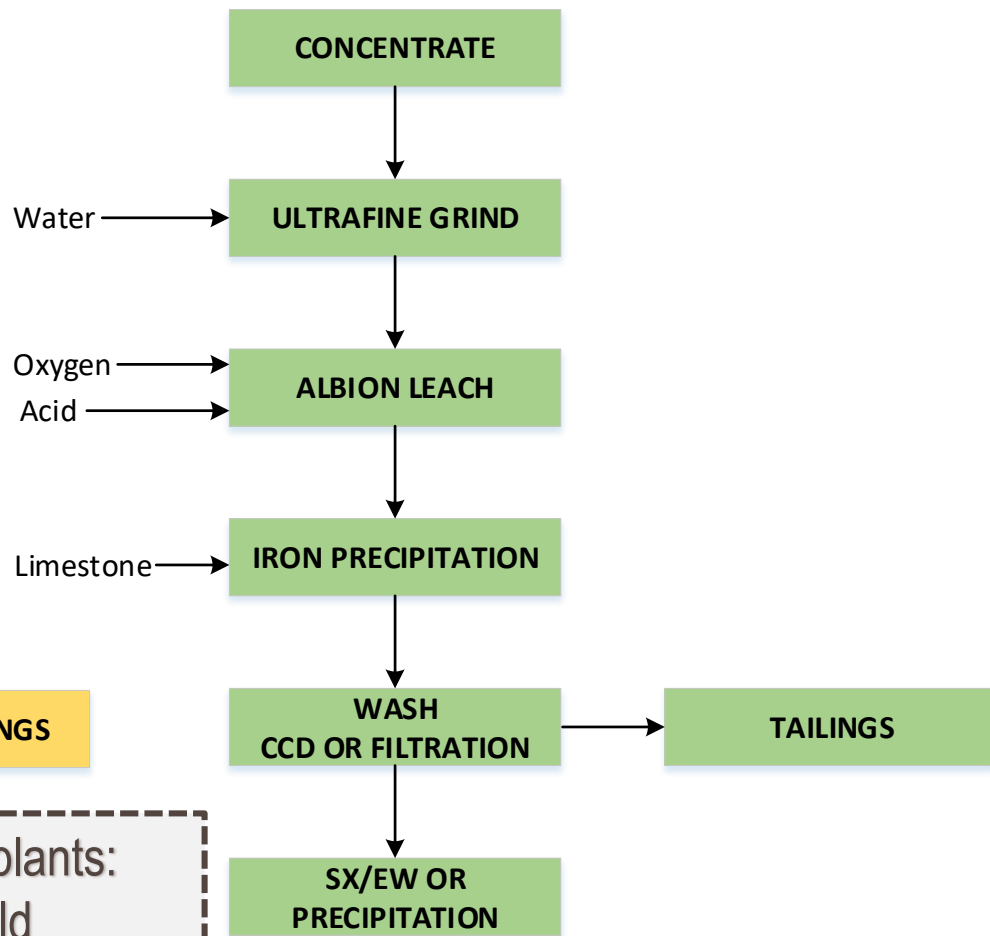 CONCENTRATE
Water
ULTRAFINE GRIND
Oxygen
Acid
ALBION LEACH
Limestone
IRON PRECIPITATION
NGS
WASH
CCD OR FILTRATION
TAILINGS
plants:
ld
SX/EW OR
PRECIPITATION